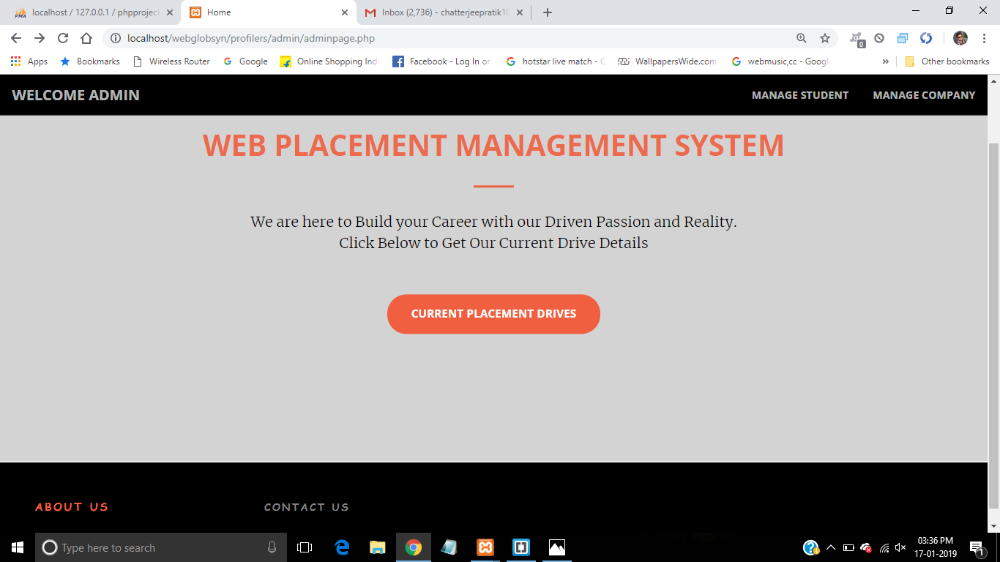 PMA localhost / 127.0.0.1 / phpproject
Home
Inbox (2,736) - chatterjeepratik10
localhost/webglobsyn/profilers/admin/adminpage.php
0
Apps Bookmarks Wireless Router Google Online Shopping Indi Facebook - Log In or hotstar live match - G WallpapersWide.com webmusic,cc - Googl » Other bookmarks
WELCOME ADMIN MANAGE STUDENT MANAGE COMPANY
WEB PLACEMENT MANAGEMENT SYSTEM
We are here to Build your Career with our Driven Passion and Reality.
Click Below to Get Our Current Drive Details
CURRENT PLACEMENT DRIVES
ABOUT US CONTACT US
Type here to search
03:36 PM
17-01-2019
1